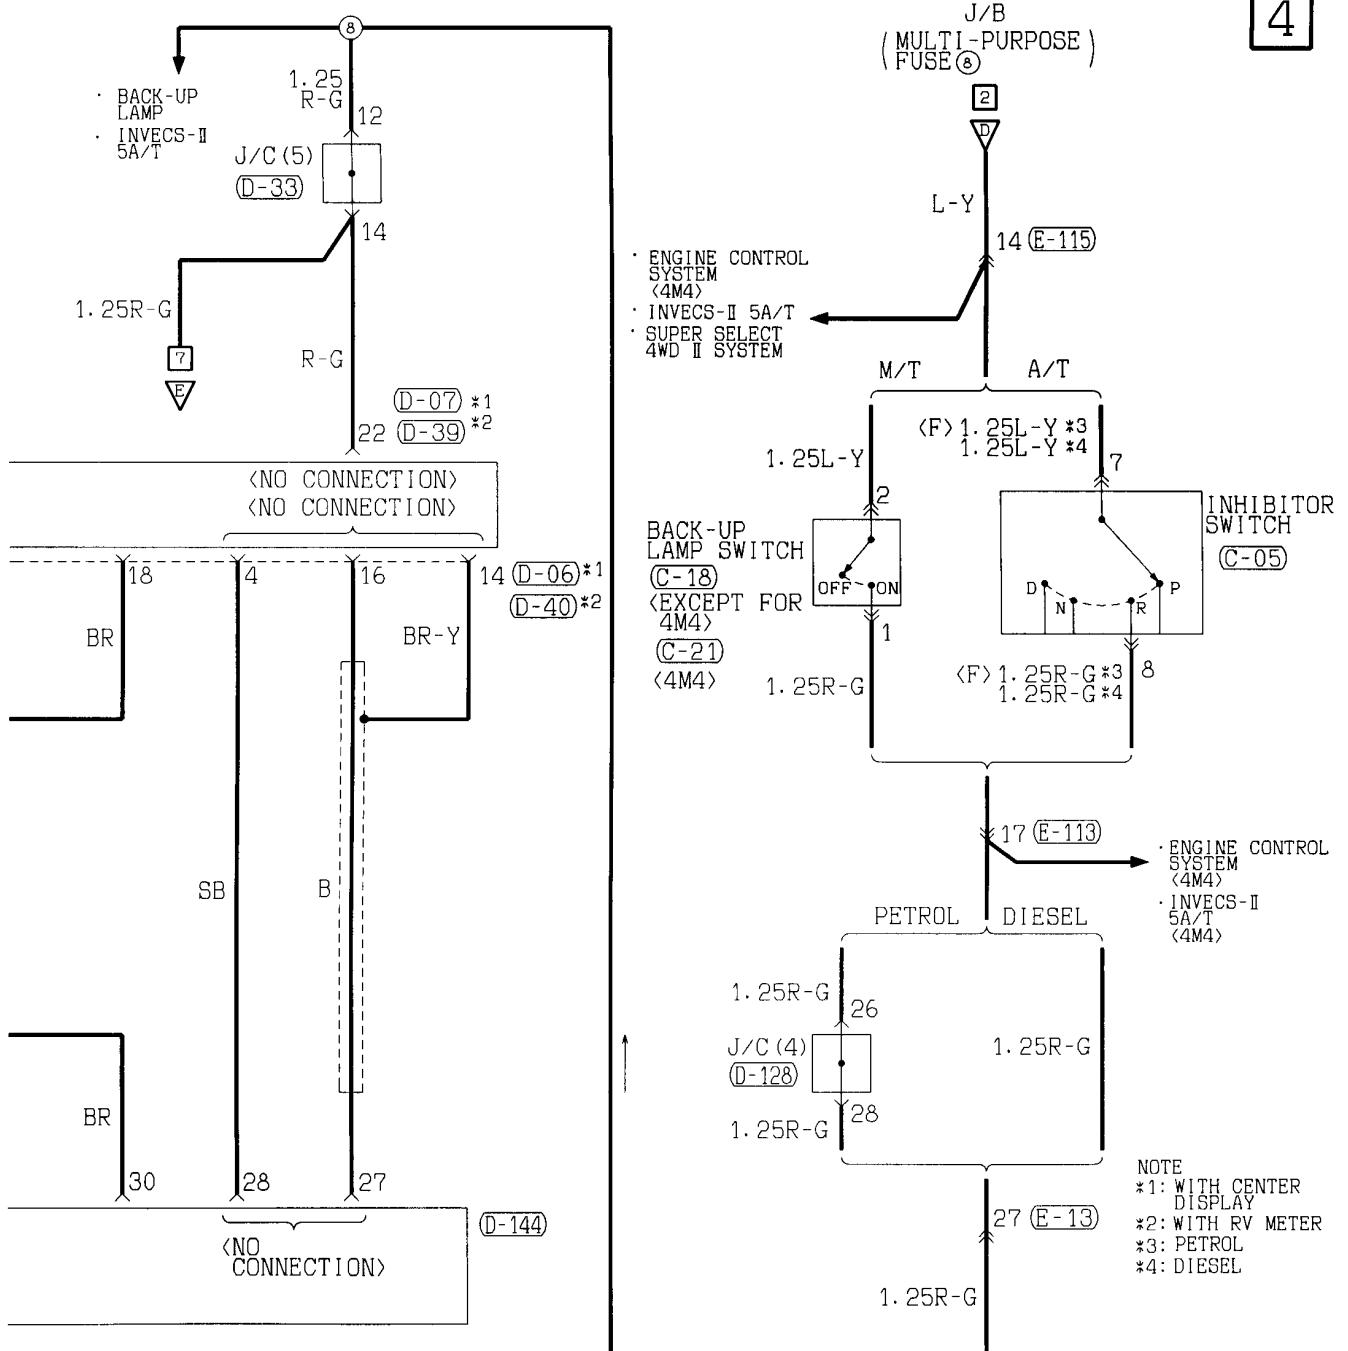 4
8
· BACK-UP
LAMP
· INVECS-Ⅱ
5A/T
1.25
R-G
12
J/C(5)
D-33
14
1.25R-G
7
E
R-G
D-07 *1
22 D-39 *2
<NO CONNECTION>
<NO CONNECTION>
18
4
16
14 D-06 *1
D-40 *2
BR
BR-Y
SB
B
BR
30
28
27
D-144
<NO
CONNECTION>
J/B
(MULTI-PURPOSE
FUSE 8)
2
D
L-Y
14 E-115
· ENGINE CONTROL
SYSTEM
<4M4>
· INVECS-Ⅱ 5A/T
· SUPER SELECT
4WD Ⅱ SYSTEM
M/T
A/T
1.25L-Y
2
<F>1.25L-Y*3
1.25L-Y*4
7
BACK-UP
LAMP SWITCH
C-18
<EXCEPT FOR
4M4>
C-21
<4M4>
OFF
ON
1
1.25R-G
INHIBITOR
SWITCH
C-05
D
N
R
P
<F>1.25R-G*3
1.25R-G*4
8
17 E-113
· ENGINE CONTROL
SYSTEM
<4M4>
· INVECS-Ⅱ
5A/T
<4M4>
PETROL
DIESEL
1.25R-G
26
J/C(4)
D-128
28
1.25R-G
1.25R-G
27 E-13
1.25R-G
NOTE
*1: WITH CENTER
DISPLAY
*2: WITH RV METER
*3: PETROL
*4: DIESEL